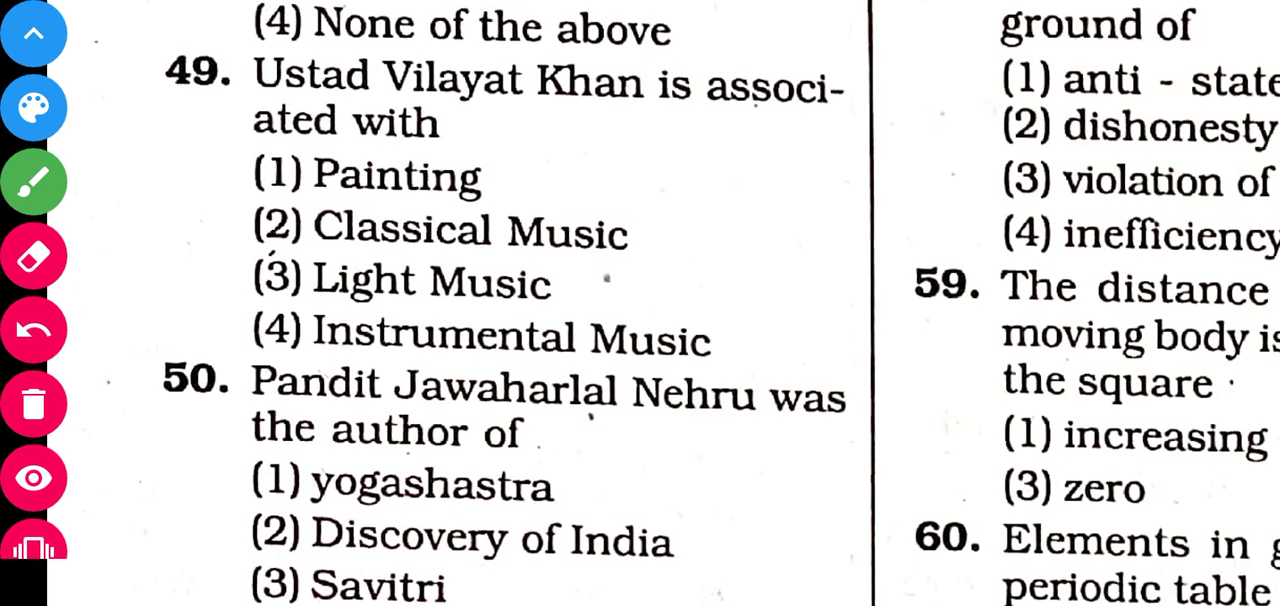 (4) None of the above
49. Ustad Vilayat Khan is associ-
ated with
(1) Painting
(2) Classical Music
(3) Light Music
(4) Instrumental Music
50. Pandit Jawaharlal Nehru was
the author of
(1) yogashastra
(2) Discovery of India
(3) Savitri
ground of
(1) anti - state
(2) dishonesty
(3) violation of
(4) inefficiency
59. The distance
moving body is
the square
(1) increasing
(3) zero
60. Elements in
periodic table